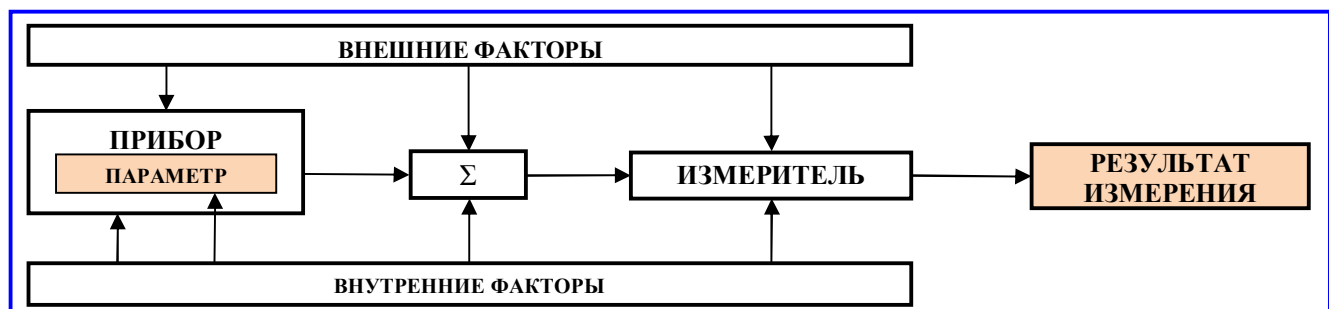 ВНЕШНИЕ ФАКТОРЫ
ПРИБОР
ПАРАМЕТР
Σ
ИЗМЕРИТЕЛЬ
РЕЗУЛЬТАТ
ИЗМЕРЕНИЯ
ВНУТРЕННИЕ ФАКТОРЫ